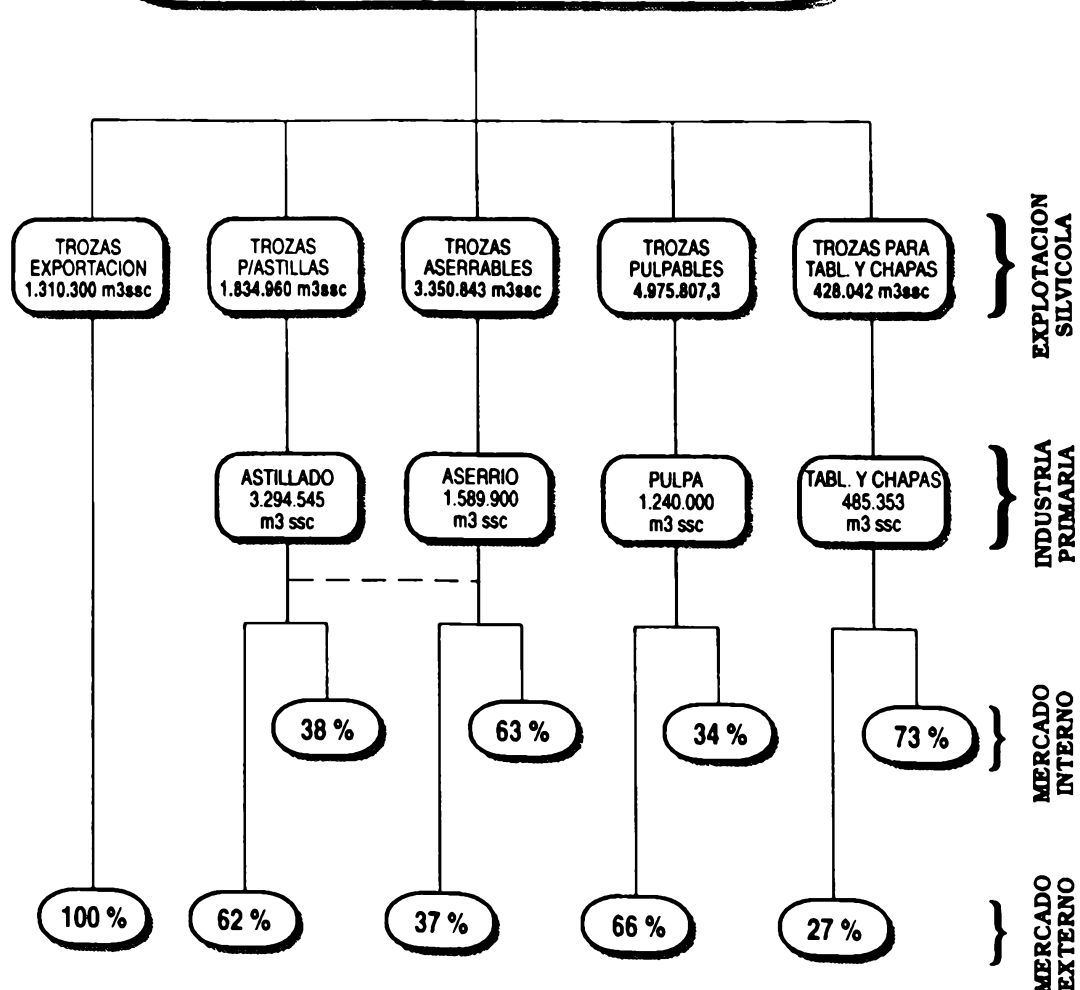 TROZAS
EXPORTACION
1.310.300 m3ssc
TROZAS
P/ASTILLAS
1.834.960 m3ssc
TROZAS
ASERRABLES
3.350.843 m3ssc
TROZAS
PULPABLES
4.975.807,3
TROZAS PARA
TABL. Y CHAPAS
428.042 m3ssc
EXPLOTACION
SILVICOLA
ASTILLADO
3.294.545
m3 ssc
ASERRIO
1.589.900
m3 ssc
PULPA
1.240.000
m3 ssc
TABL. Y CHAPAS
485.353
m3 ssc
INDUSTRIA
PRIMARIA
38 %
63 %
34 %
73 %
MERCADO
INTERNO
100 %
62 %
37 %
66 %
27 %
MERCADO
EXTERNO